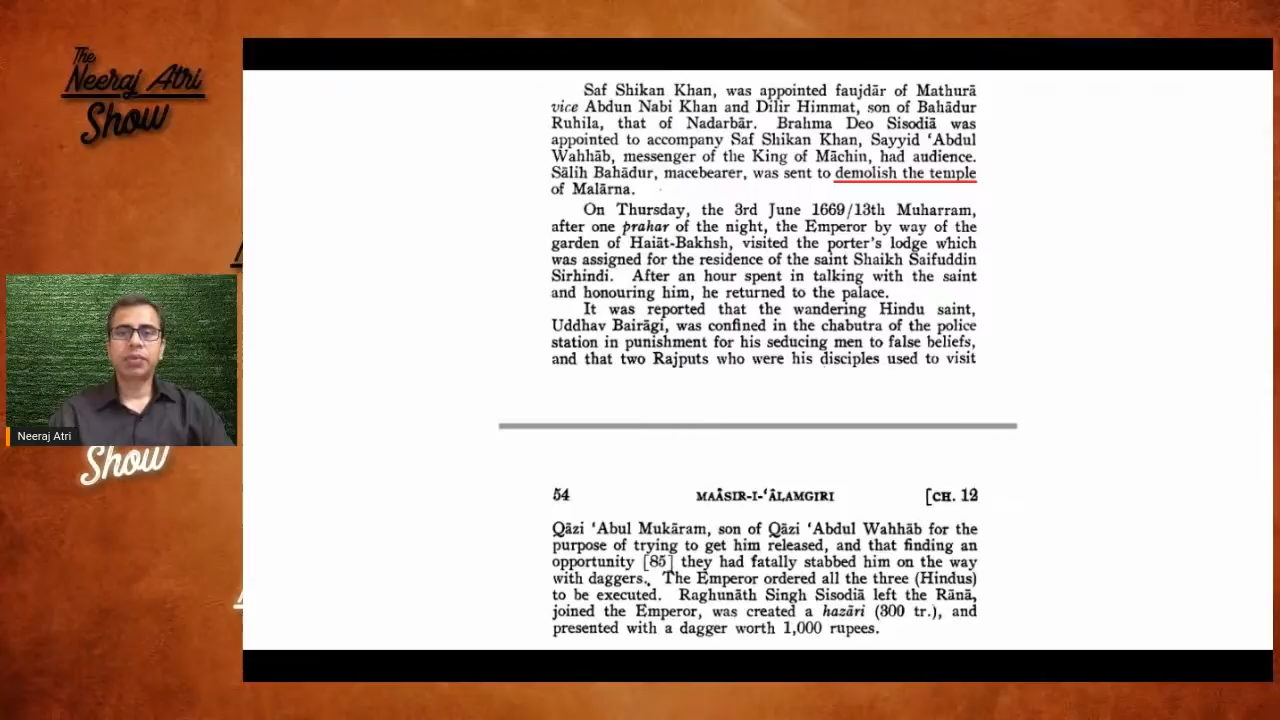 The
Neeraj Atri
Show
Saf Shikan Khan, was appointed faujdār of Mathurā
vice Abdun Nabi Khan and Dilir Himmat, son of Bahādur
Ruhila, that of Nadarbār. Brahma Deo Sisodiā was
appointed to accompany Saf Shikan Khan, Sayyid ‘Abdul
Wahhāb, messenger of the King of Māchin, had audience.
Sālih Bahādur, macebearer, was sent to demolish the temple
of Malārna.
On Thursday, the 3rd June 1669/13th Muharram,
after one prahar of the night, the Emperor by way of the
garden of Haiāt-Bakhsh, visited the porter's lodge which
was assigned for the residence of the saint Shaikh Saifuddin
Sirhindi. After an hour spent in talking with the saint
and honouring him, he returned to the palace.
It was reported that the wandering Hindu saint,
Uddhav Bairāgi, was confined in the chabutra of the police
station in punishment for his seducing men to false beliefs,
and that two Rajputs who were his disciples used to visit
Neeraj Atri
Show
54 MAĀSIR-I-‘ĀLAMGIRI [CH. 12
Qāzi ‘Abul Mukāram, son of Qāzi ‘Abdul Wahhāb for the
purpose of trying to get him released, and that finding an
opportunity [85] they had fatally stabbed him on the way
with daggers. The Emperor ordered all the three (Hindus)
to be executed. Raghunāth Singh Sisodiā left the Rānā,
joined the Emperor, was created a hazāri (300 tr.), and
presented with a dagger worth 1,000 rupees.